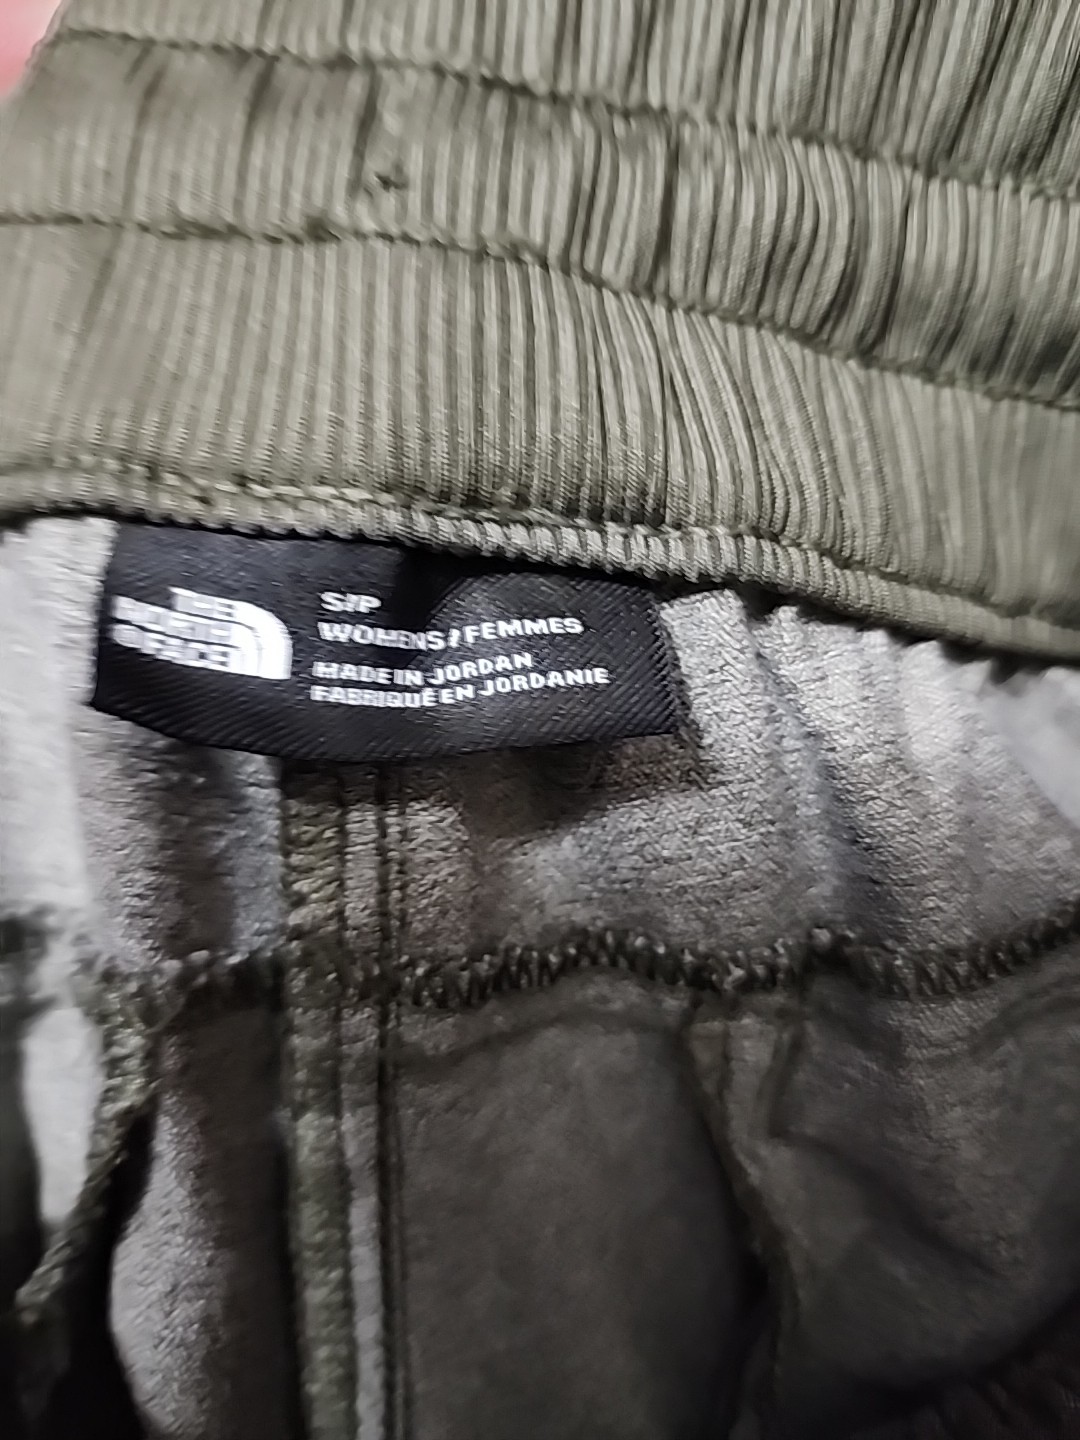 THE
NORTH
FACE
S/P
WOMENS / FEMMES
MADE IN JORDAN
FABRIQUÉ EN JORDANIE